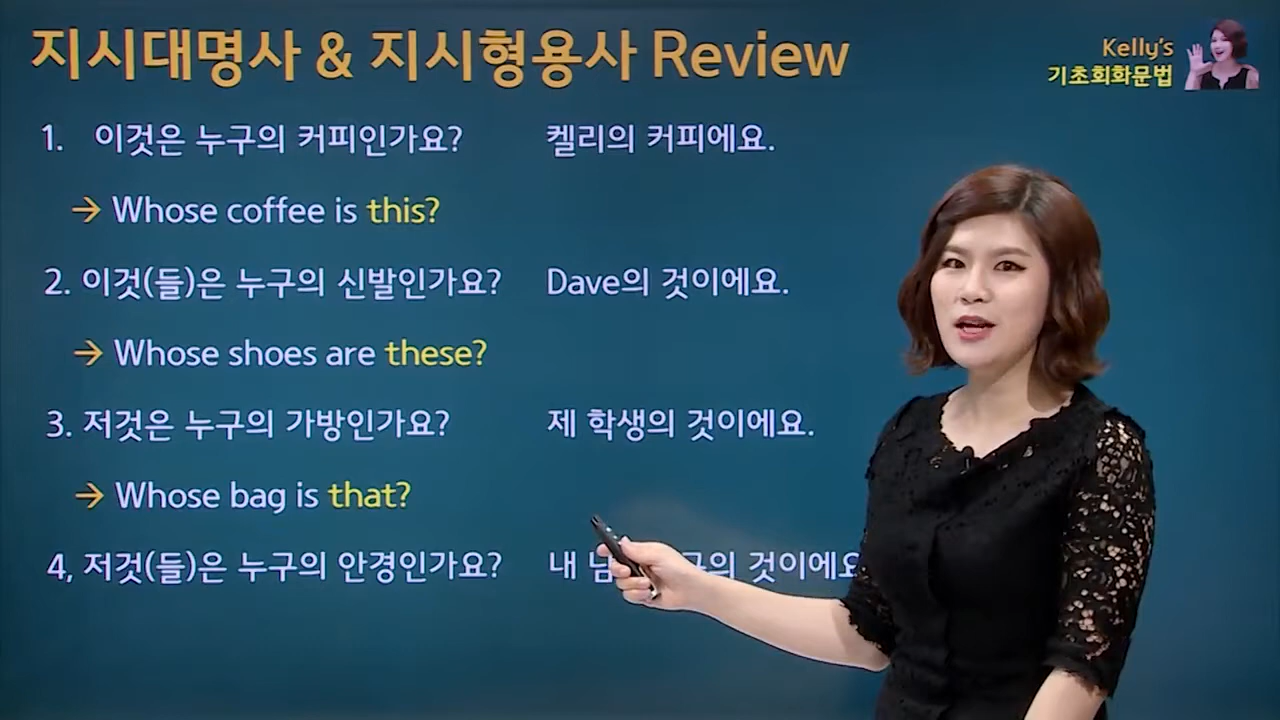 지시대명사 & 지시형용사 Review
Kelly's
기초회화문법
1. 이것은 누구의 커피인가요? 켈리의 커피에요.
→ Whose coffee is this?
2. 이것(들)은 누구의 신발인가요? Dave의 것이에요.
→ Whose shoes are these?
3. 저것은 누구의 가방인가요? 제 학생의 것이에요.
→ Whose bag is that?
4, 저것(들)은 누구의 안경인가요? 내 것이에요